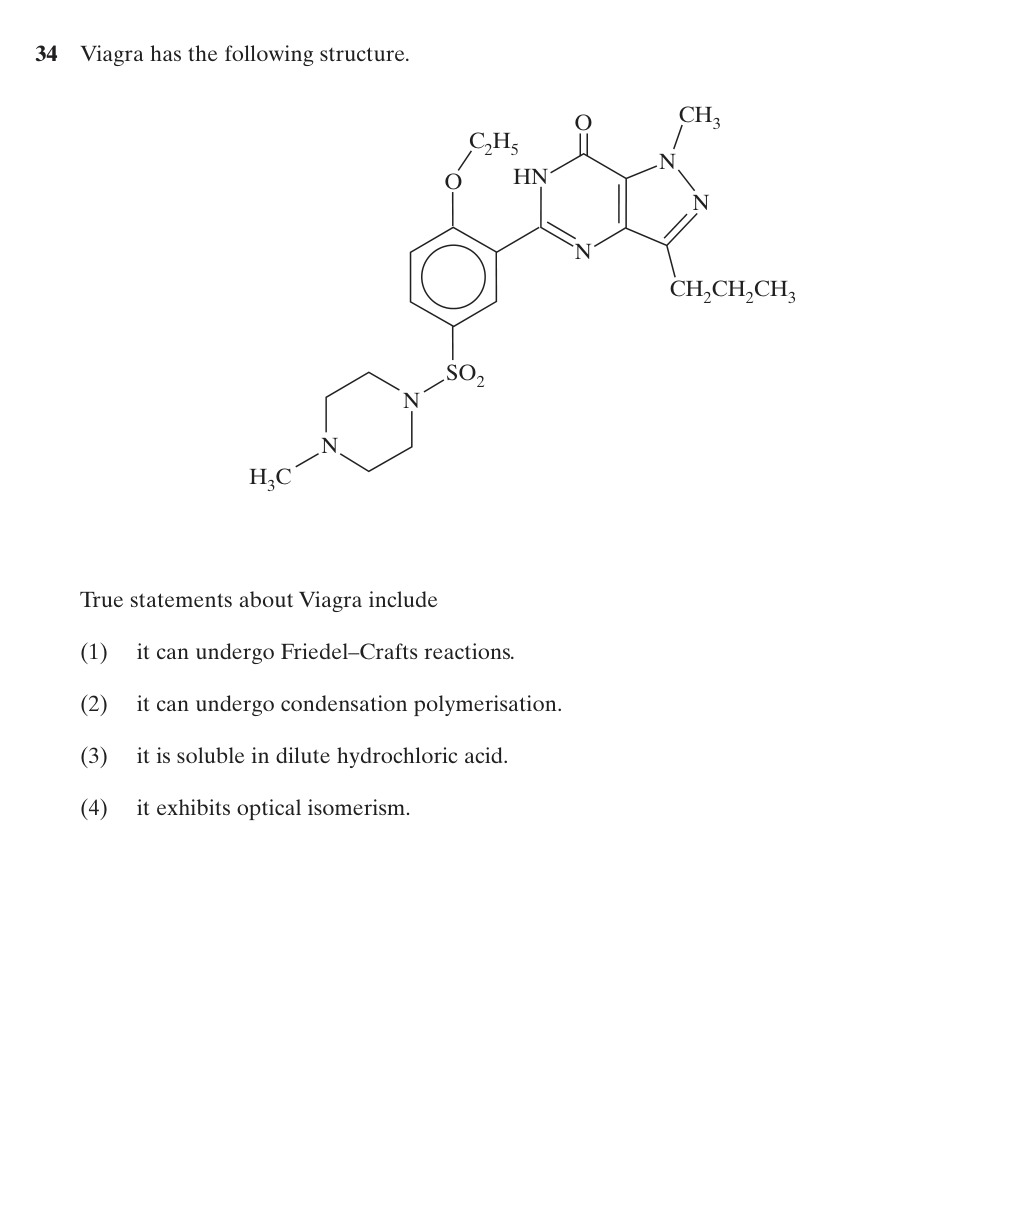 34 Viagra has the following structure.
CH₃
O
C₂H₅
N
HN
O
N
N
CH₂CH₂CH₃
SO₂
N
N
H₃C
True statements about Viagra include
(1) it can undergo Friedel–Crafts reactions.
(2) it can undergo condensation polymerisation.
(3) it is soluble in dilute hydrochloric acid.
(4) it exhibits optical isomerism.